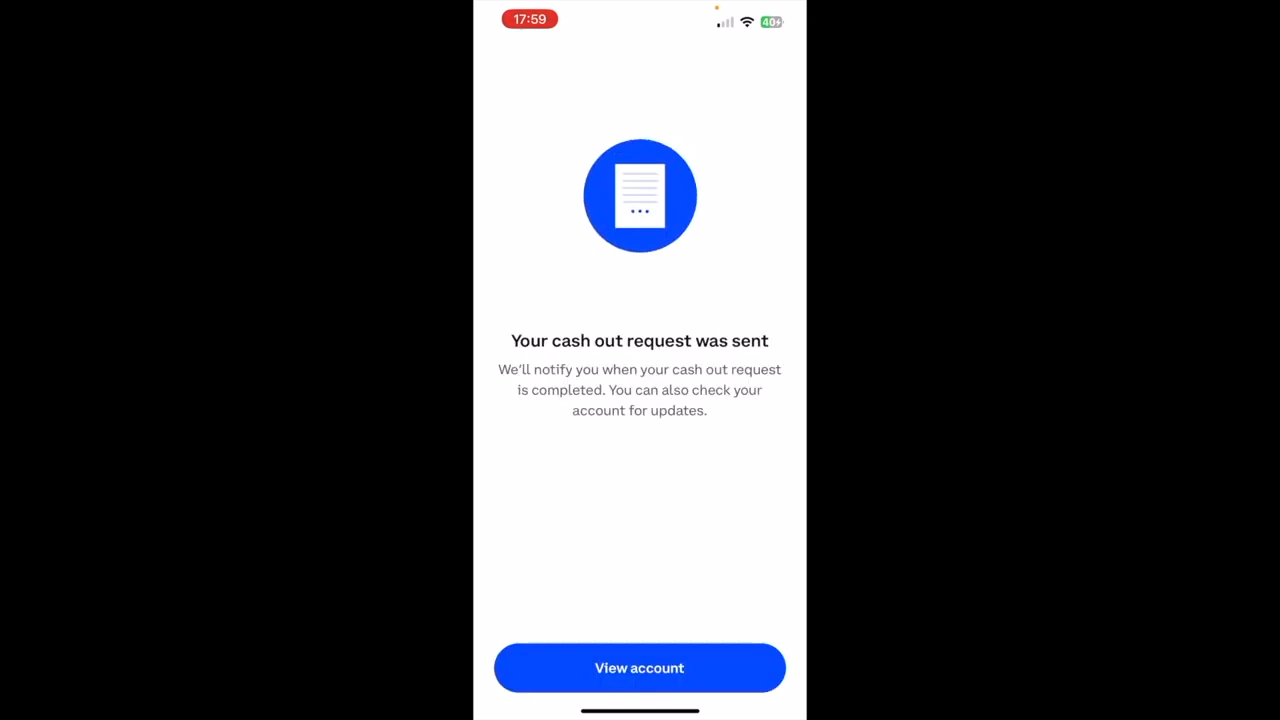 17:59
40
Your cash out request was sent
We'll notify you when your cash out request
is completed. You can also check your
account for updates.
View account